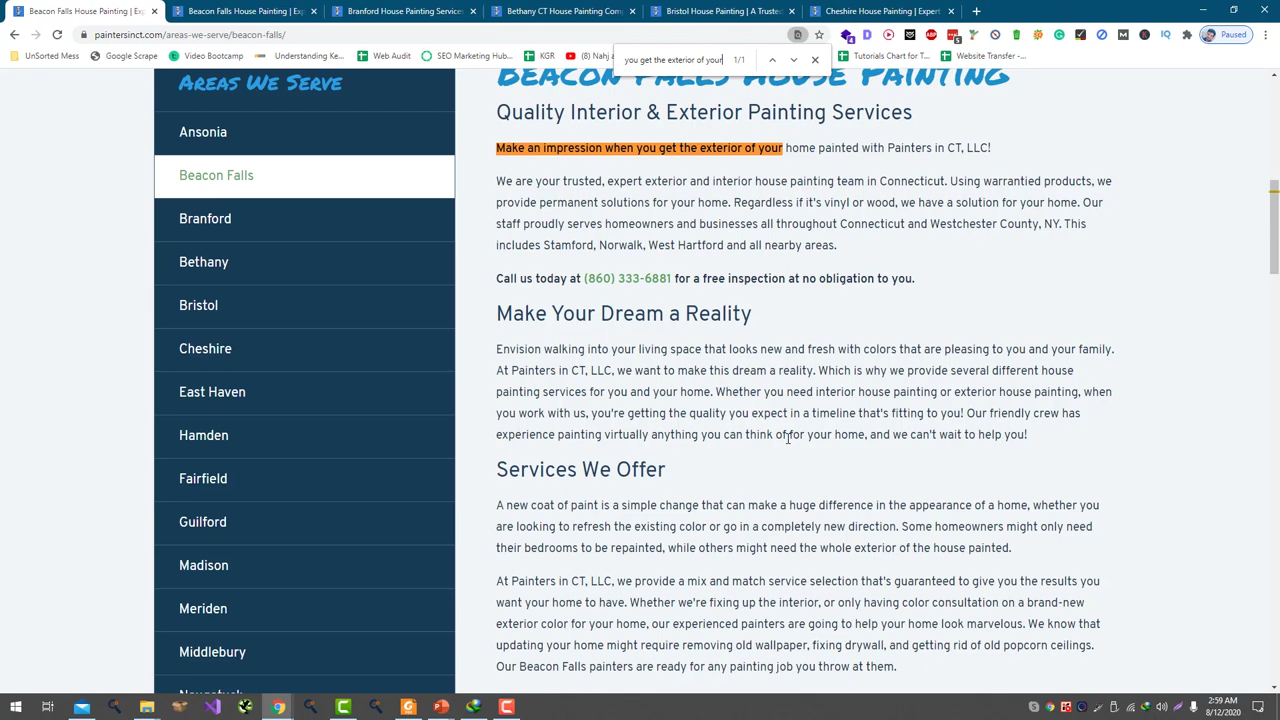 Beacon Falls House Painting | Exp
Beacon Falls House Painting | Exp
Branford House Painting Services
Bethany CT House Painting Com
Bristol House Painting | A Trusted
Cheshire House Painting | Expert
paintersinct.com/areas-we-serve/beacon-falls/
Paused
UnSorted Mess
Google Scrape
Video Bootcamp
Understanding Ke...
Web Audit
SEO Marketing Hub...
KGR
(8) Nahj
you get the exterior of your
1/1
Tutorials Chart for T...
Website Transfer -...
AREAS WE SERVE
Ansonia
Beacon Falls
Branford
Bethany
Bristol
Cheshire
East Haven
Hamden
Fairfield
Guilford
Madison
Meriden
Middlebury
Naugatuck
BEACON FALLS HOUSE PAINTING
Quality Interior & Exterior Painting Services
Make an impression when you get the exterior of your home painted with Painters in CT, LLC!
We are your trusted, expert exterior and interior house painting team in Connecticut. Using warrantied products, we
provide permanent solutions for your home. Regardless if it's vinyl or wood, we have a solution for your home. Our
staff proudly serves homeowners and businesses all throughout Connecticut and Westchester County, NY. This
includes Stamford, Norwalk, West Hartford and all nearby areas.
Call us today at (860) 333-6881 for a free inspection at no obligation to you.
Make Your Dream a Reality
Envision walking into your living space that looks new and fresh with colors that are pleasing to you and your family.
At Painters in CT, LLC, we want to make this dream a reality. Which is why we provide several different house
painting services for you and your home. Whether you need interior house painting or exterior house painting, when
you work with us, you're getting the quality you expect in a timeline that's fitting to you! Our friendly crew has
experience painting virtually anything you can think of for your home, and we can't wait to help you!
Services We Offer
A new coat of paint is a simple change that can make a huge difference in the appearance of a home, whether you
are looking to refresh the existing color or go in a completely new direction. Some homeowners might only need
their bedrooms to be repainted, while others might need the whole exterior of the house painted.
At Painters in CT, LLC, we provide a mix and match service selection that's guaranteed to give you the results you
want your home to have. Whether we're fixing up the interior, or only having color consultation on a brand-new
exterior color for your home, our experienced painters are going to help your home look marvelous. We know that
updating your home might require removing old wallpaper, fixing drywall, and getting rid of old popcorn ceilings.
Our Beacon Falls painters are ready for any painting job you throw at them.
2:59 AM
8/12/2020